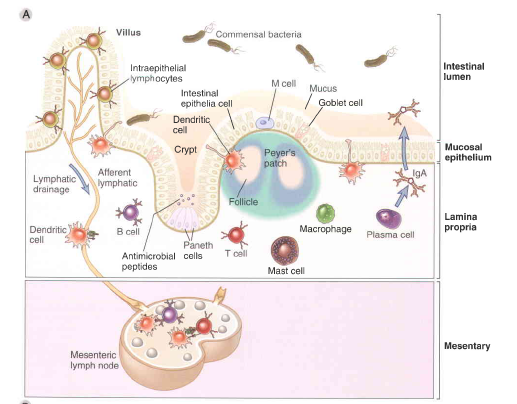 A
Villus
Commensal bacteria
Intestinal
lumen
Intraepithelial
lymphocytes
M cell
Mucus
Intestinal
epithelia cell
Goblet cell
Dendritic
cell
Crypt
Peyer's
patch
Mucosal
epithelium
Lymphatic
drainage
Afferent
lymphatic
IgA
Follicle
Lamina
propria
B cell
Macrophage
Plasma cell
Dendritic
cell
Antimicrobial
peptides
Paneth
cells
T cell
Mast cell
Mesenteric
lymph node
Mesentary